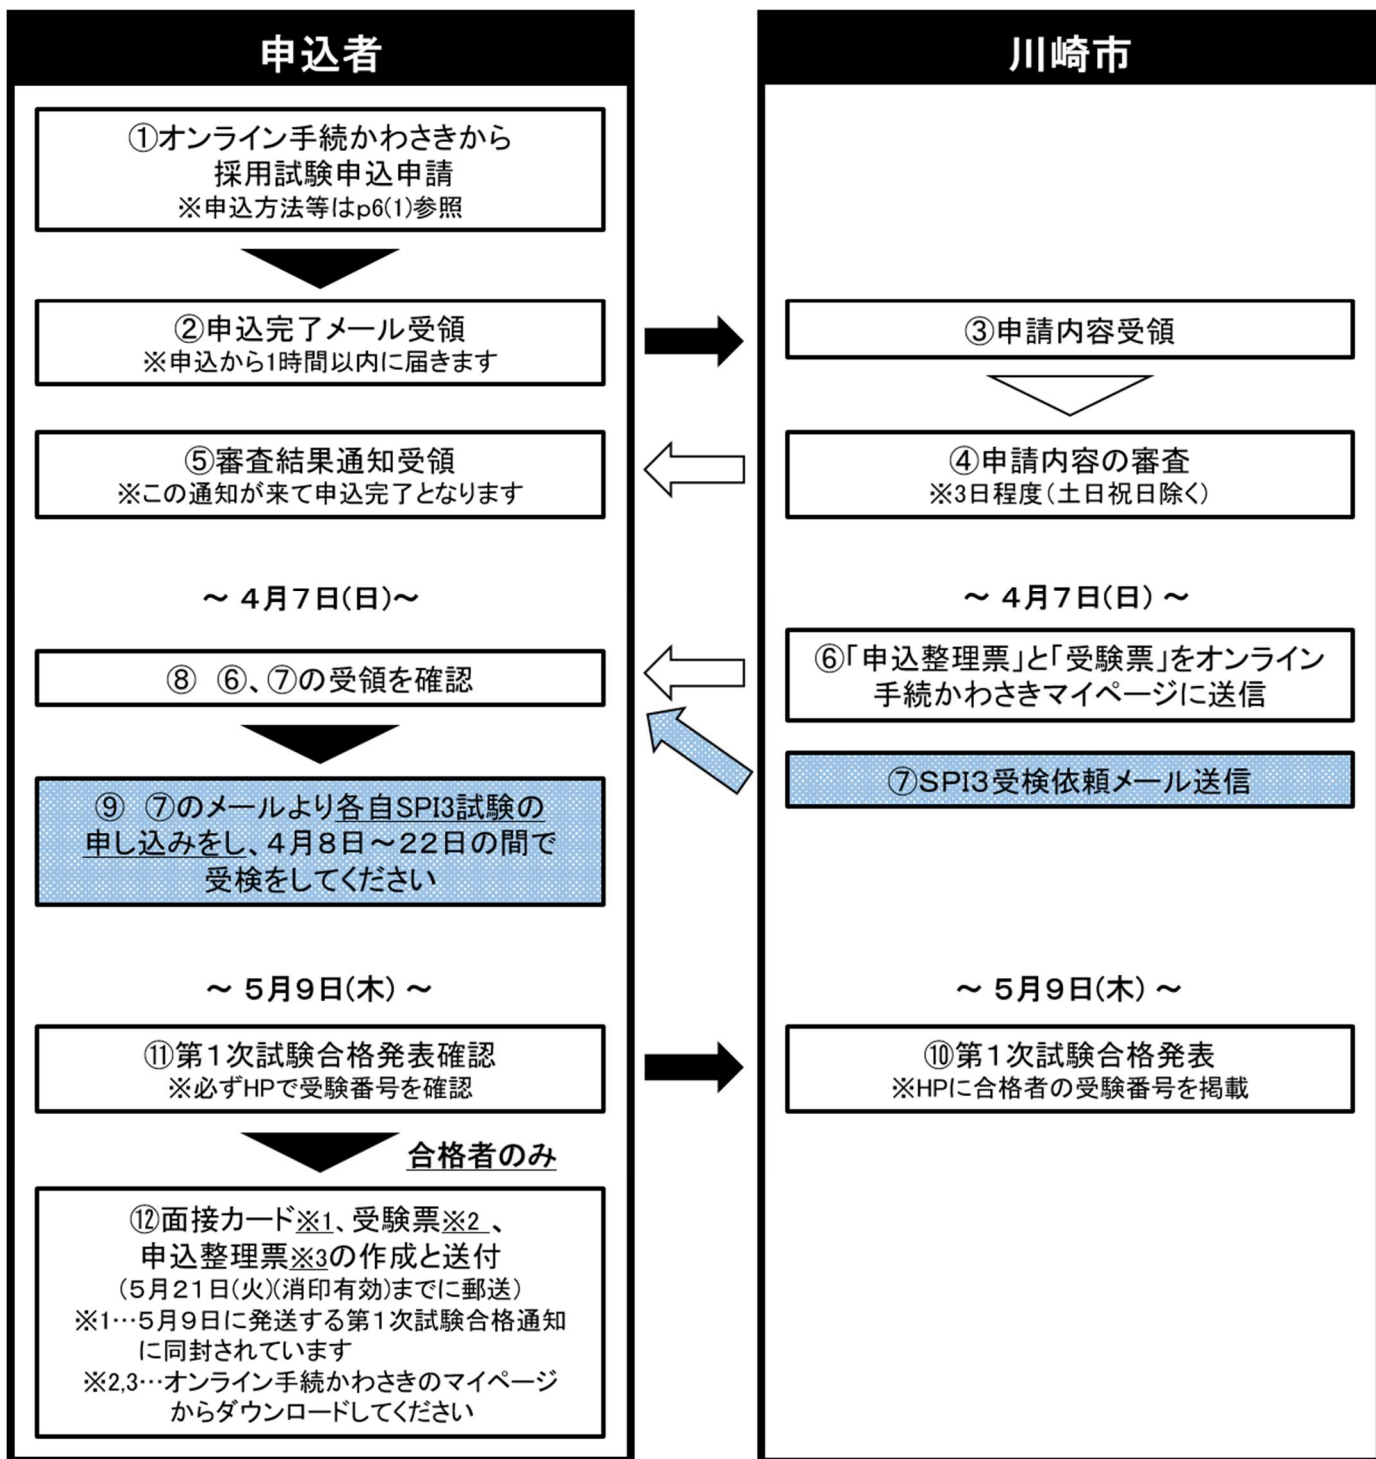 申込者
①オンライン手続かわさきから
採用試験申込申請
※申込方法等はp6(1)参照
②申込完了メール受領
※申込から1時間以内に届きます
⑤審査結果通知受領
※この通知が来て申込完了となります
～ 4月7日(日)～
⑧　⑥、⑦の受領を確認
⑨　⑦のメールより各自SPI3試験の
申し込みをし、4月8日～22日の間で
受検をしてください
～ 5月9日(木) ～
⑪第1次試験合格発表確認
※必ずHPで受験番号を確認
合格者のみ
⑫面接カード※1、受験票※2 、
申込整理票※3の作成と送付
(5月21日(火)(消印有効)までに郵送)
※1…5月9日に発送する第1次試験合格通知
に同封されています
※2,3…オンライン手続かわさきのマイページ
からダウンロードしてください
川崎市
③申請内容受領
④申請内容の審査
※3日程度(土日祝日除く)
～ 4月7日(日) ～
⑥「申込整理票」と「受験票」をオンライン
手続かわさきマイページに送信
⑦SPI3受検依頼メール送信
～ 5月9日(木) ～
⑩第1次試験合格発表
※HPに合格者の受験番号を掲載